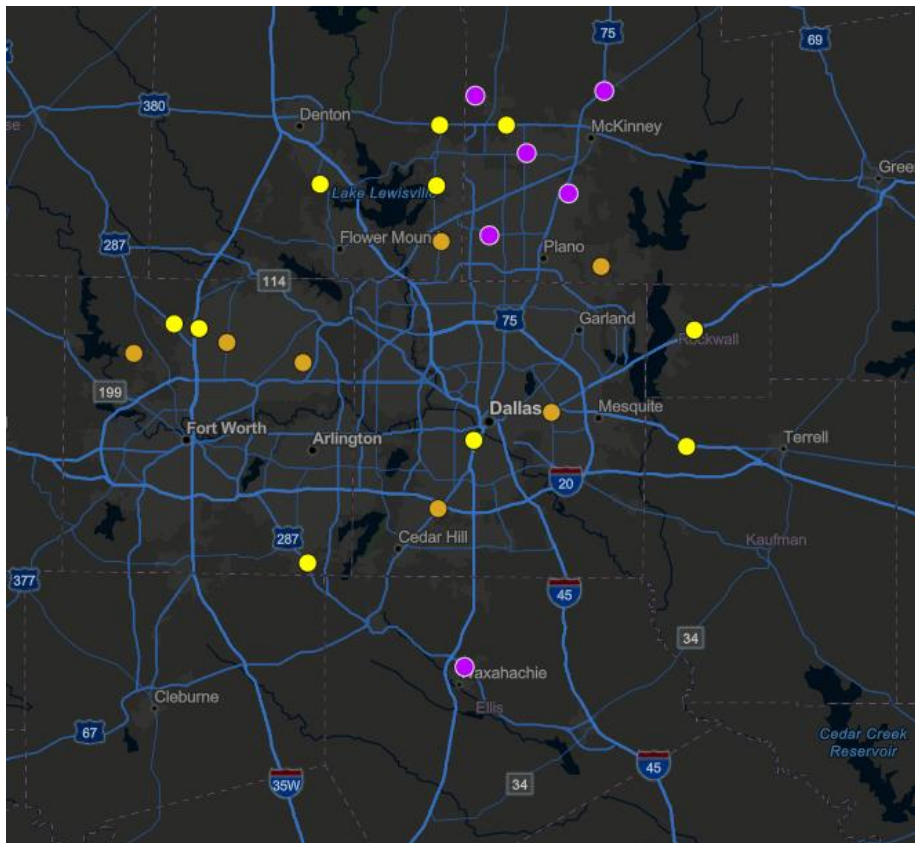 75
69
380
Denton
McKinney
Lake Lewisville
287
Flower Moun
Plano
114
75
Garland
Rockwall
199
Dallas
Mesquite
Fort Worth
Arlington
Terrell
20
287
Cedar Hill
Kaufman
377
45
34
Waxahachie
Cleburne
Ellis
67
Cedar Creek
Reservoir
45
35W
34